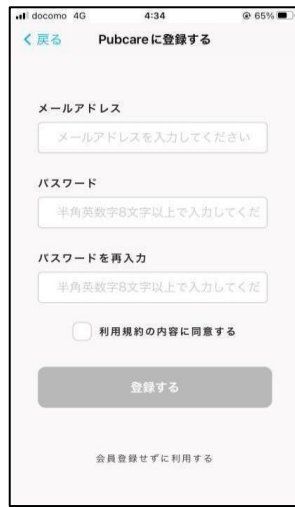 docomo 4G 4:34 65%
戻る Pubcareに登録する
メールアドレス
メールアドレスを入力してください
パスワード
半角英数字8文字以上で入力してくだ
パスワードを再入力
半角英数字8文字以上で入力してくだ
利用規約の内容に同意する
登録する
会員登録せずに利用する